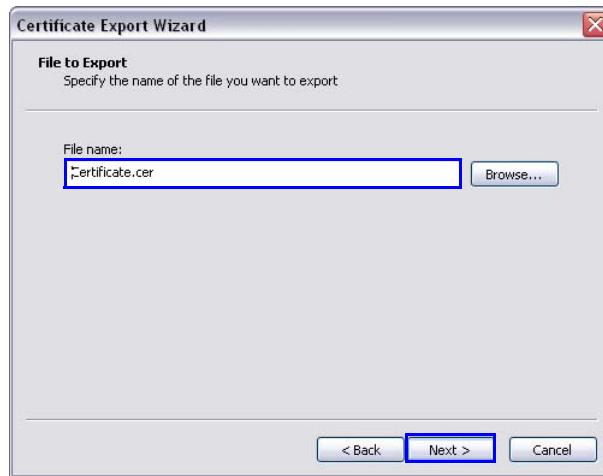 Certificate Export Wizard
File to Export
Specify the name of the file you want to export
File name:
Certificate.cer
Browse...
< Back
Next >
Cancel